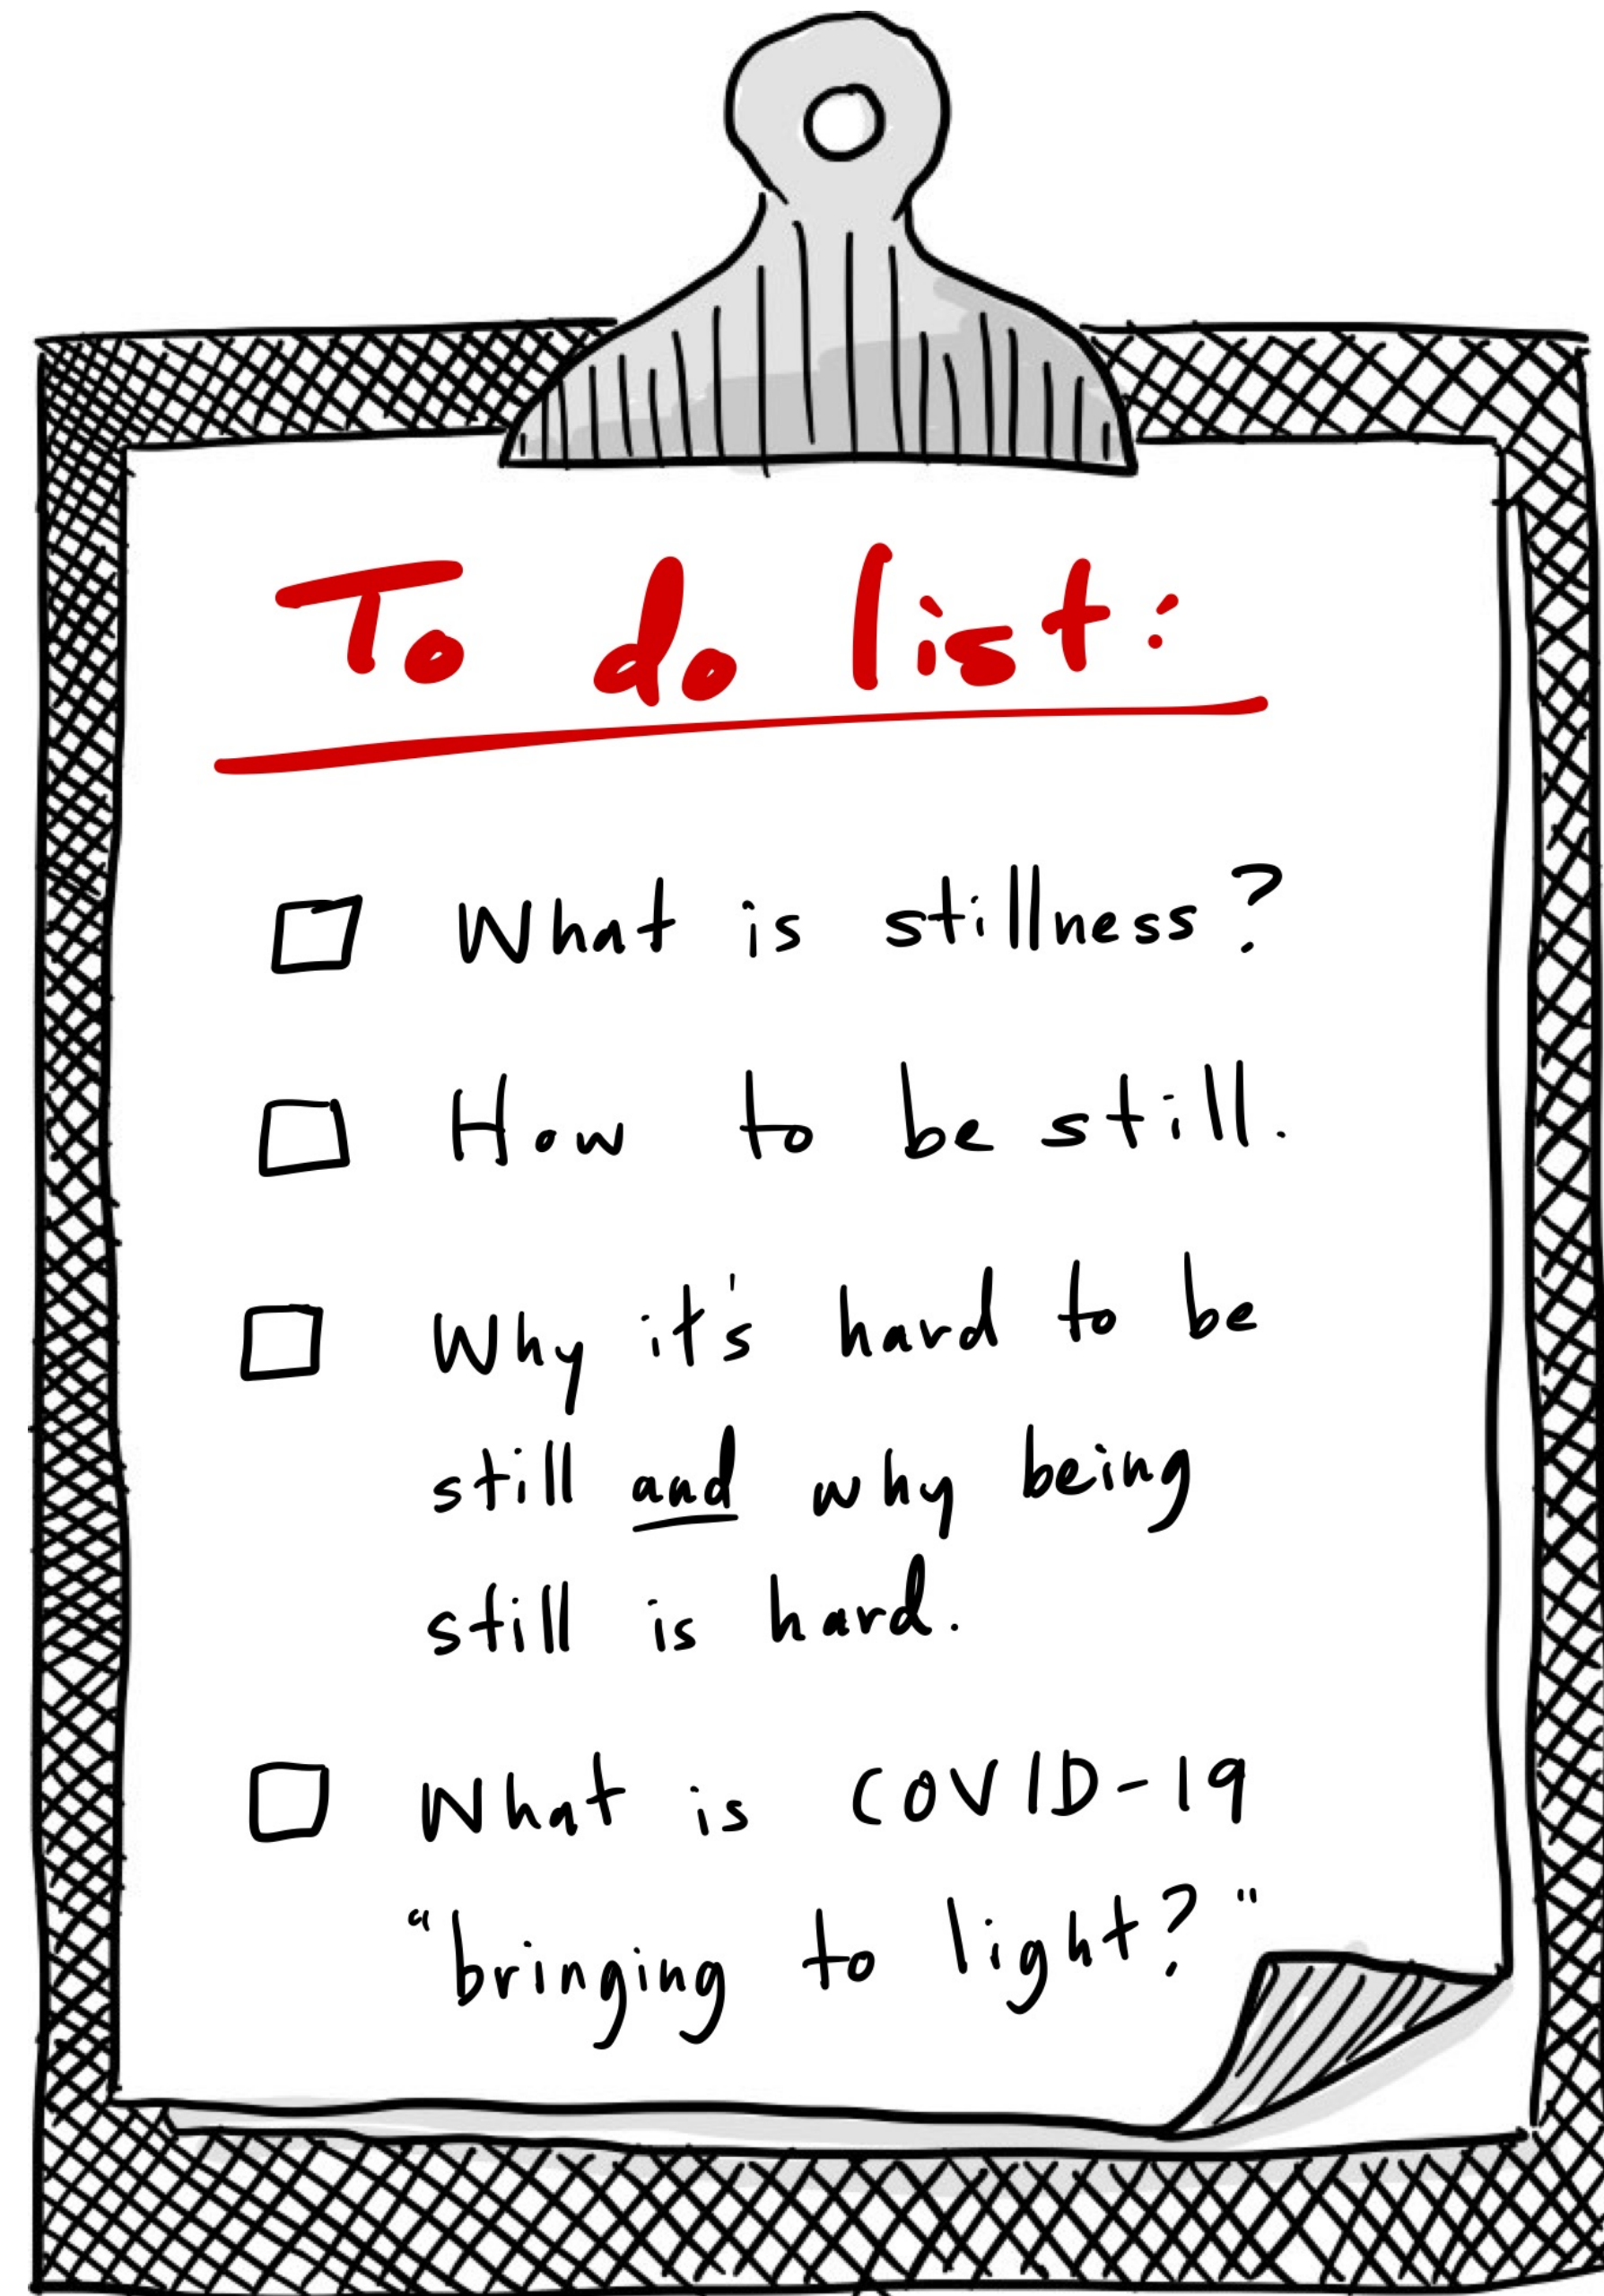 To do list:
What is stillness?
How to be still.
Why it's hard to be
still and why being
still is hard.
What is COVID-19
"bringing to light?"